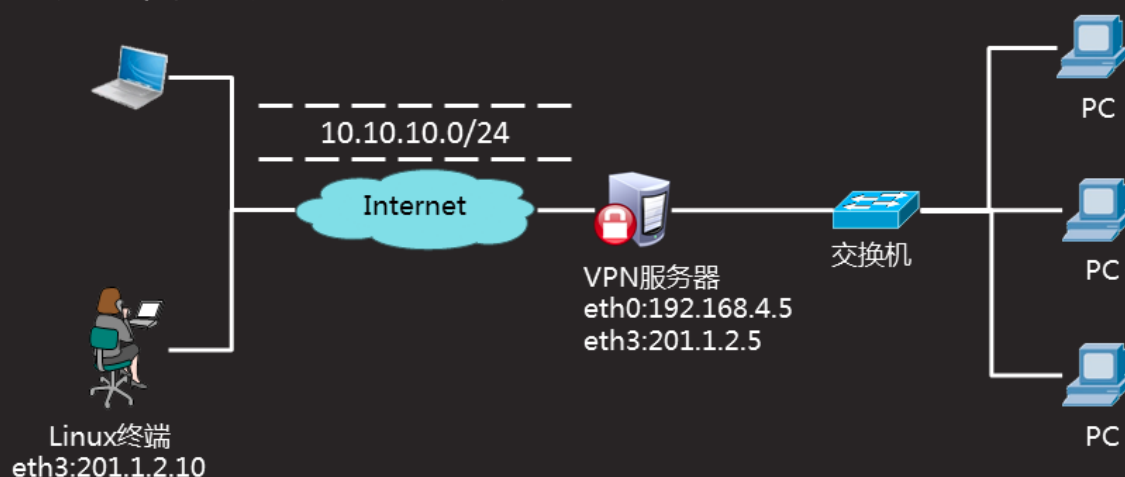 10.10.10.0/24
Internet
VPN服务器
eth0:192.168.4.5
eth3:201.1.2.5
交换机
PC
PC
PC
Linux终端
eth3:201.1.2.10